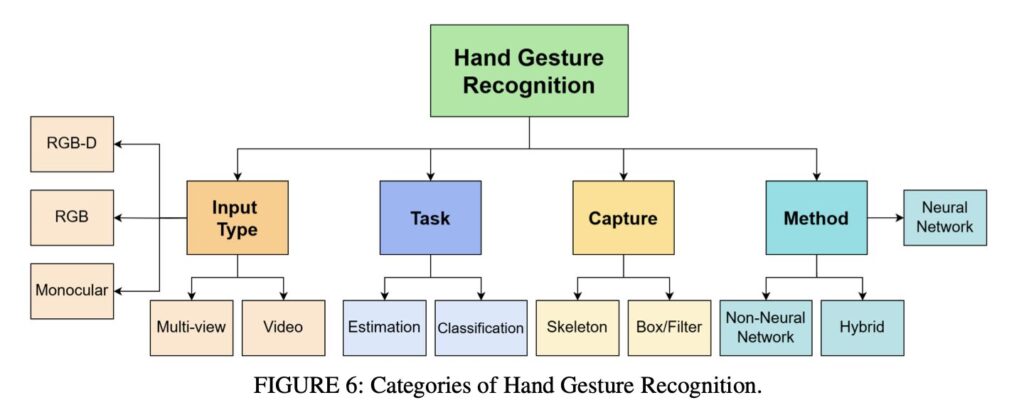 Hand Gesture
Recognition
RGB-D
RGB
Monocular
Input
Type
Task
Capture
Method
Neural
Network
Multi-view
Video
Estimation
Classification
Skeleton
Box/Filter
Non-Neural
Network
Hybrid
FIGURE 6: Categories of Hand Gesture Recognition.